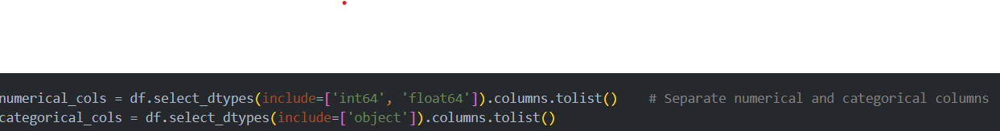 numerical_cols = df.select_dtypes(include=['int64', 'float64']).columns.tolist()    # Separate numerical and categorical columns
categorical_cols = df.select_dtypes(include=['object']).columns.tolist()